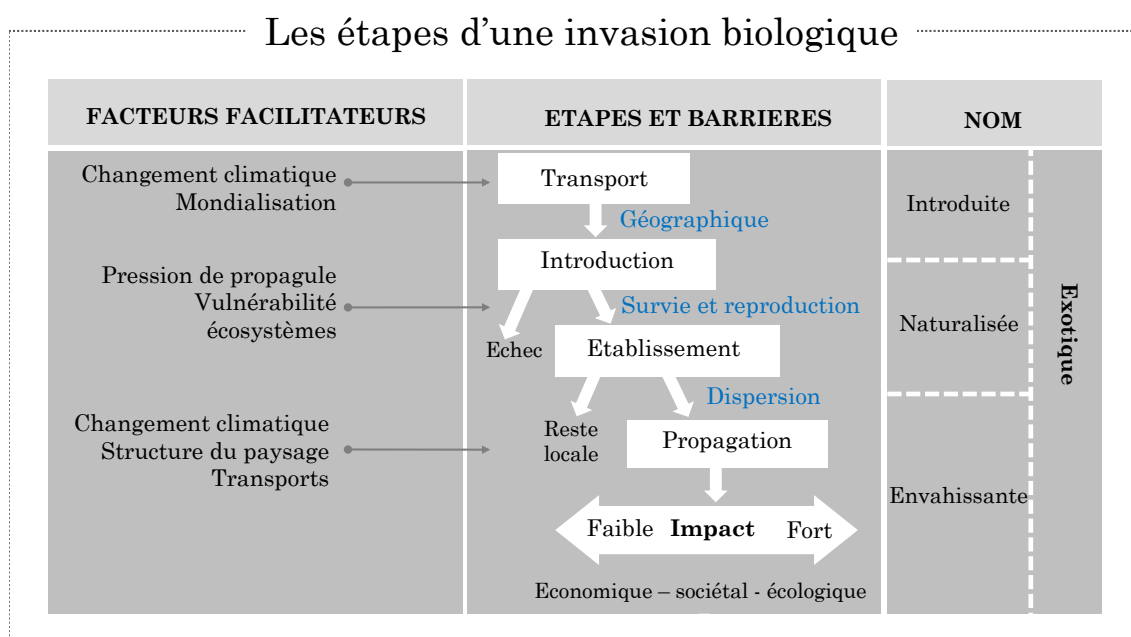 Les étapes d’une invasion biologique
FACTEURS FACILITATEURS
ETAPES ET BARRIERES
NOM
Changement climatique
Mondialisation
Transport
Géographique
Introduite
Introduction
Pression de propagule
Vulnérabilité
écosystèmes
Survie et reproduction
Echec
Etablissement
Naturalisée
Exotique
Dispersion
Changement climatique
Structure du paysage
Transports
Reste
locale
Propagation
Envahissante
Faible Impact Fort
Economique – sociétal - écologique